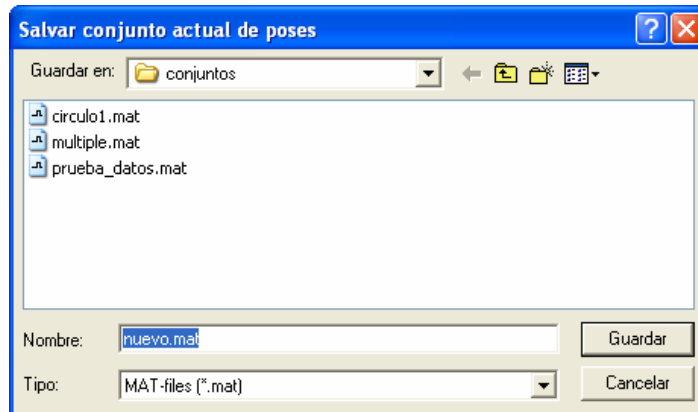 Salvar conjunto actual de poses
Guardar en: conjuntos
circulo1.mat
multiple.mat
prueba_datos.mat
Nombre: nuevo.mat Guardar
Tipo: MAT-files (*.mat) Cancelar